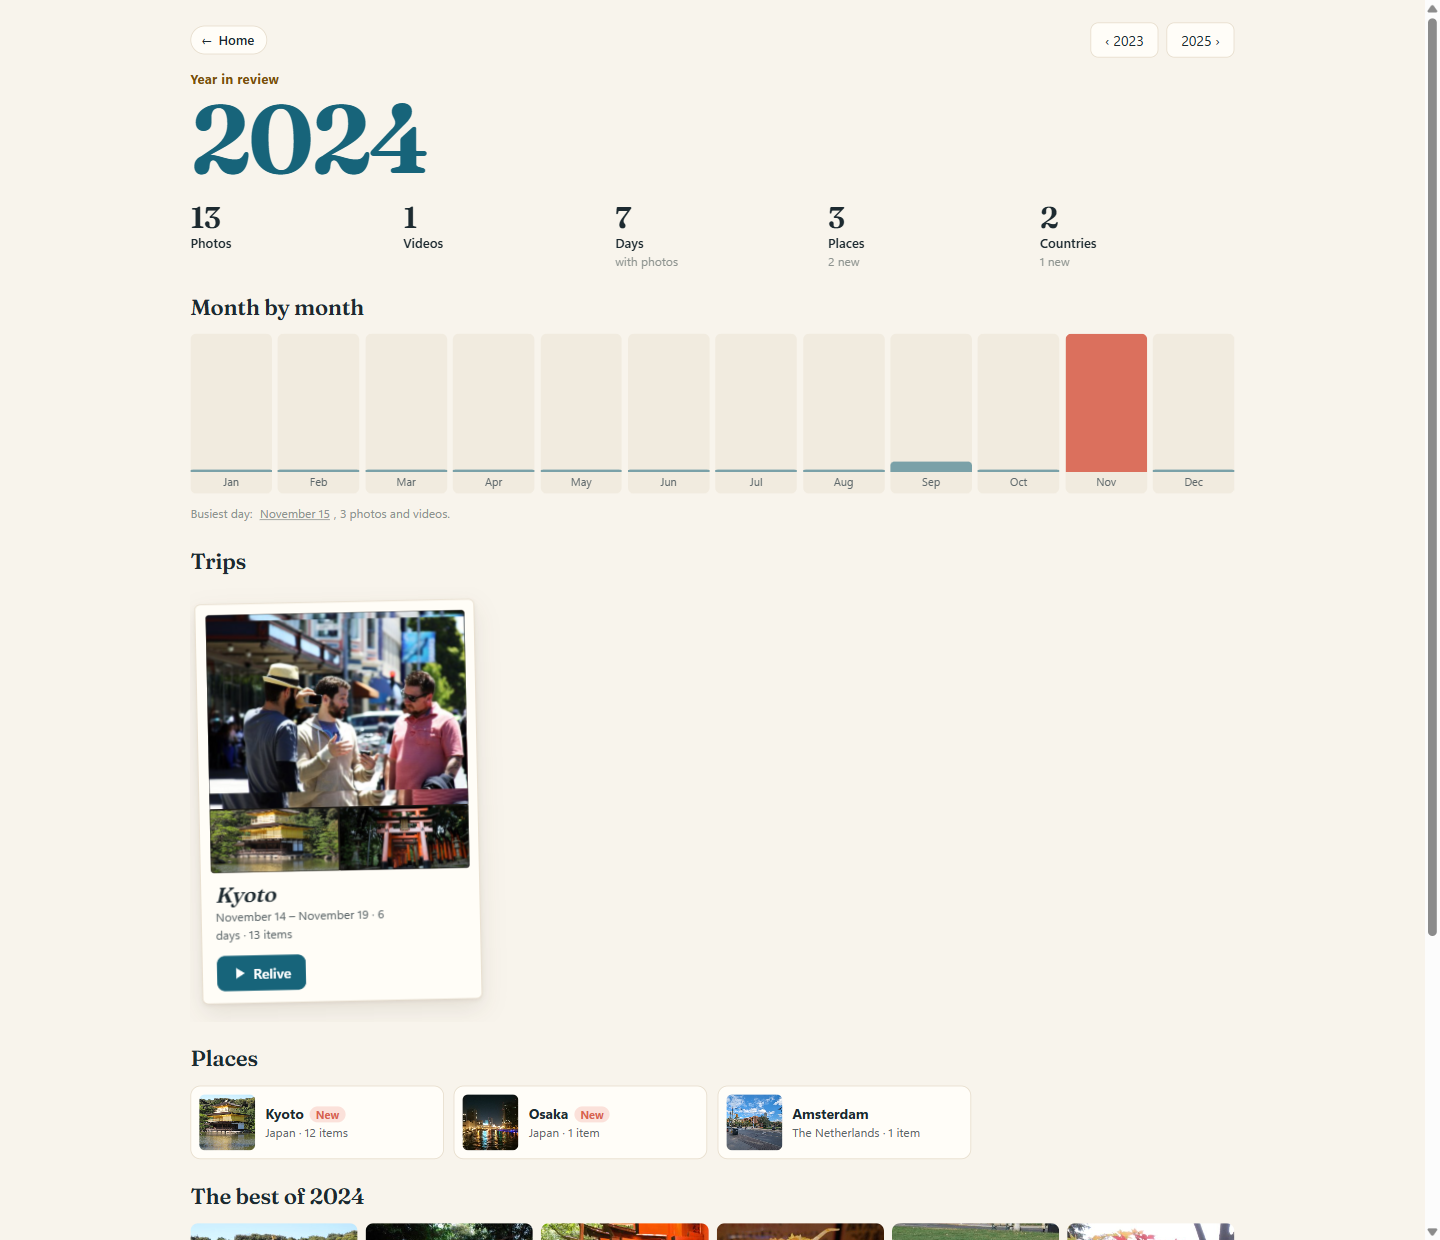 ← Home
‹ 2023
2025 ›
Year in review
2024
13
Photos
1
Videos
7
Days
with photos
3
Places
2 new
2
Countries
1 new
Month by month
Jan
Feb
Mar
Apr
May
Jun
Jul
Aug
Sep
Oct
Nov
Dec
Busiest day: November 15 , 3 photos and videos.
Trips
Kyoto
November 14 – November 19 · 6
days · 13 items
Relive
Places
Kyoto New
Japan · 12 items
Osaka New
Japan · 1 item
Amsterdam
The Netherlands · 1 item
The best of 2024